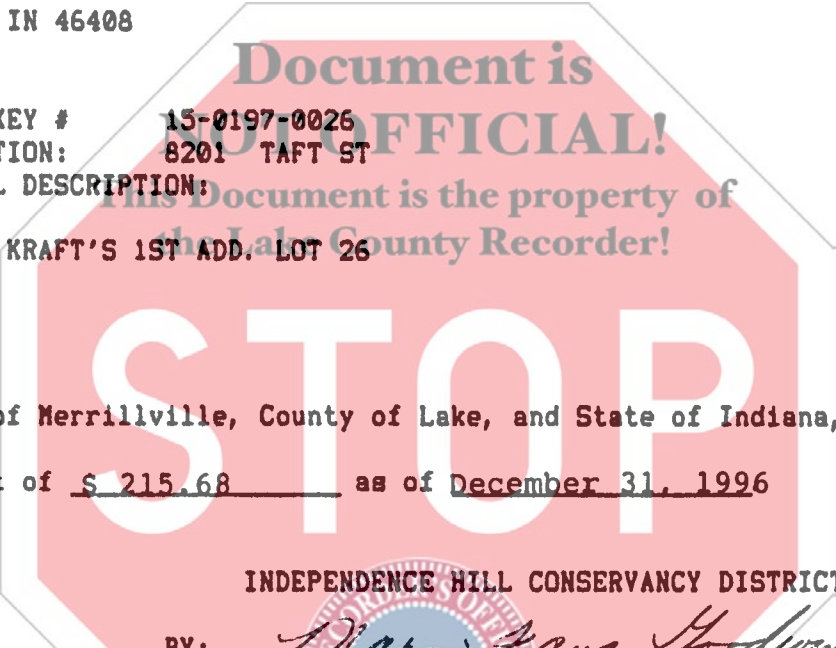 IN 46408
Document is
NOT OFFICIAL!
KEY # 15-0197-0026
TION: 8201 TAFT ST
L DESCRIPTION:
This Document is the property of
the Lake County Recorder!
KRAFT'S 1ST ADD. LOT 26
STOP
of Merrillville, County of Lake, and State of Indiana,
of $ 215.68 as of December 31, 1996
INDEPENDENCE HILL CONSERVANCY DISTRICT
RECORDER'S OFFI
BY: